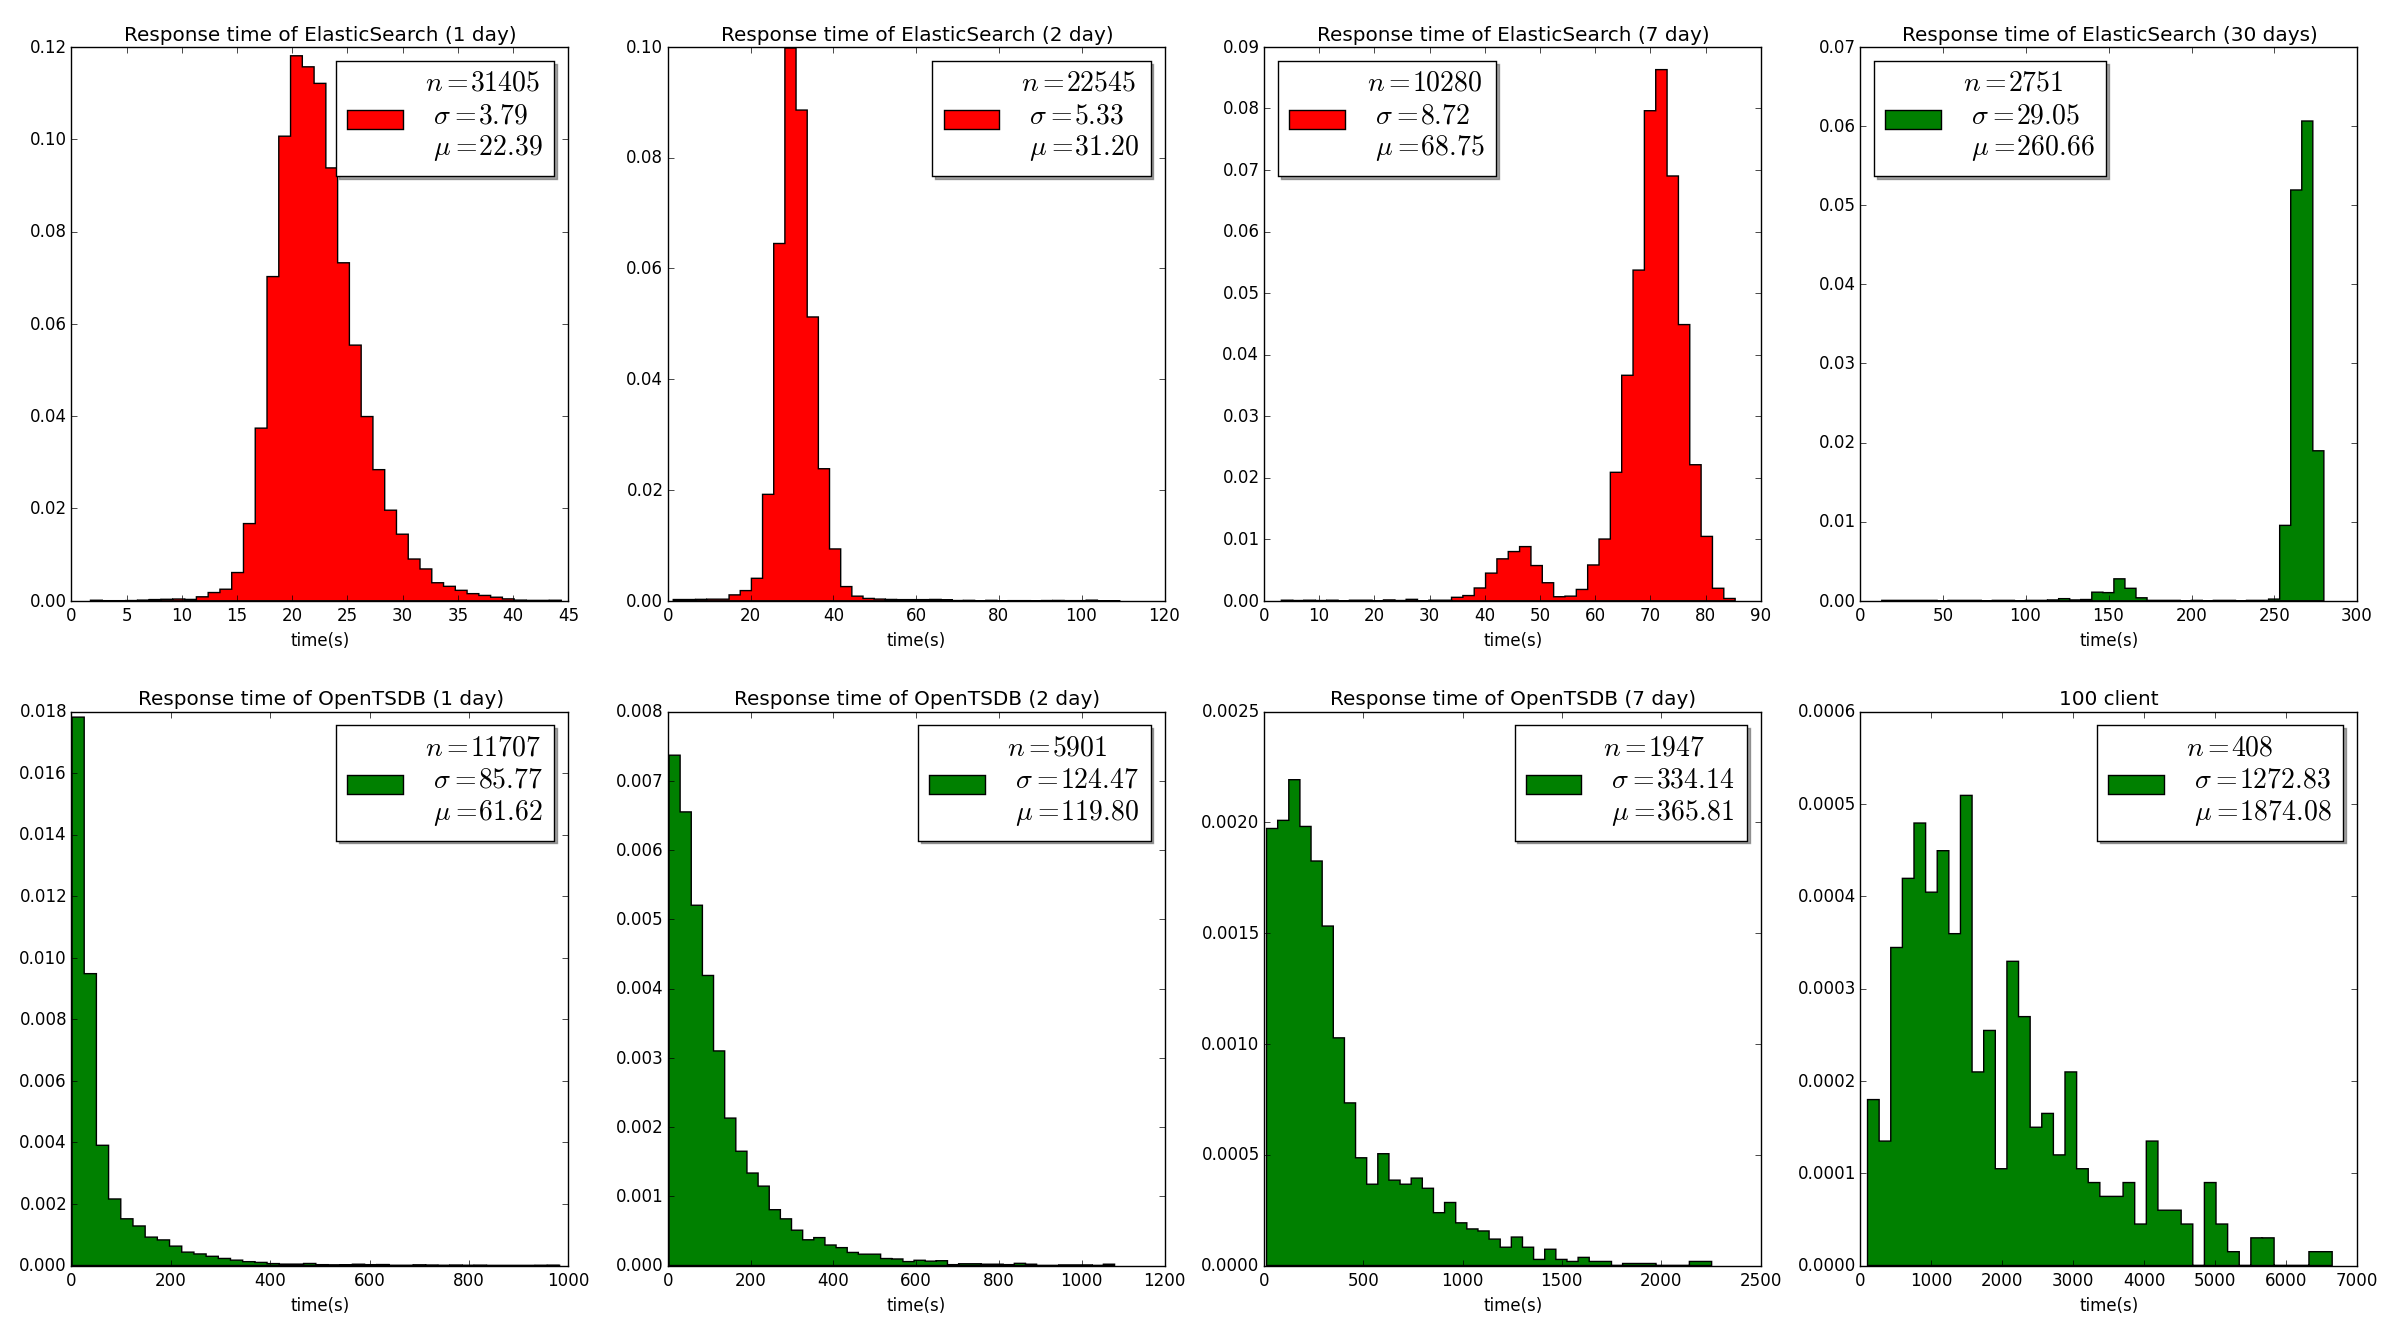 Response time of ElasticSearch (1 day)
0.12
0.10
0.08
0.06
0.04
0.02
0.00
n=31405
σ=3.79
μ=22.39
0 5 10 15 20 25 30 35 40 45
time(s)
Response time of ElasticSearch (2 day)
0.10
0.08
0.06
0.04
0.02
0.00
n=22545
σ=5.33
μ=31.20
0 20 40 60 80 100 120
time(s)
Response time of ElasticSearch (7 day)
0.09
0.08
0.07
0.06
0.05
0.04
0.03
0.02
0.01
0.00
n=10280
σ=8.72
μ=68.75
0 10 20 30 40 50 60 70 80 90
time(s)
Response time of ElasticSearch (30 days)
0.07
0.06
0.05
0.04
0.03
0.02
0.01
0.00
n=2751
σ=29.05
μ=260.66
0 50 100 150 200 250 300
time(s)
Response time of OpenTSDB (1 day)
0.018
0.016
0.014
0.012
0.010
0.008
0.006
0.004
0.002
0.000
n=11707
σ=85.77
μ=61.62
0 200 400 600 800 1000
time(s)
Response time of OpenTSDB (2 day)
0.008
0.007
0.006
0.005
0.004
0.003
0.002
0.001
0.000
n=5901
σ=124.47
μ=119.80
0 200 400 600 800 1000 1200
time(s)
Response time of OpenTSDB (7 day)
0.0025
0.0020
0.0015
0.0010
0.0005
0.0000
n=1947
σ=334.14
μ=365.81
0 500 1000 1500 2000 2500
time(s)
100 client
0.0006
0.0005
0.0004
0.0003
0.0002
0.0001
0.0000
n=408
σ=1272.83
μ=1874.08
0 1000 2000 3000 4000 5000 6000 7000
time(s)